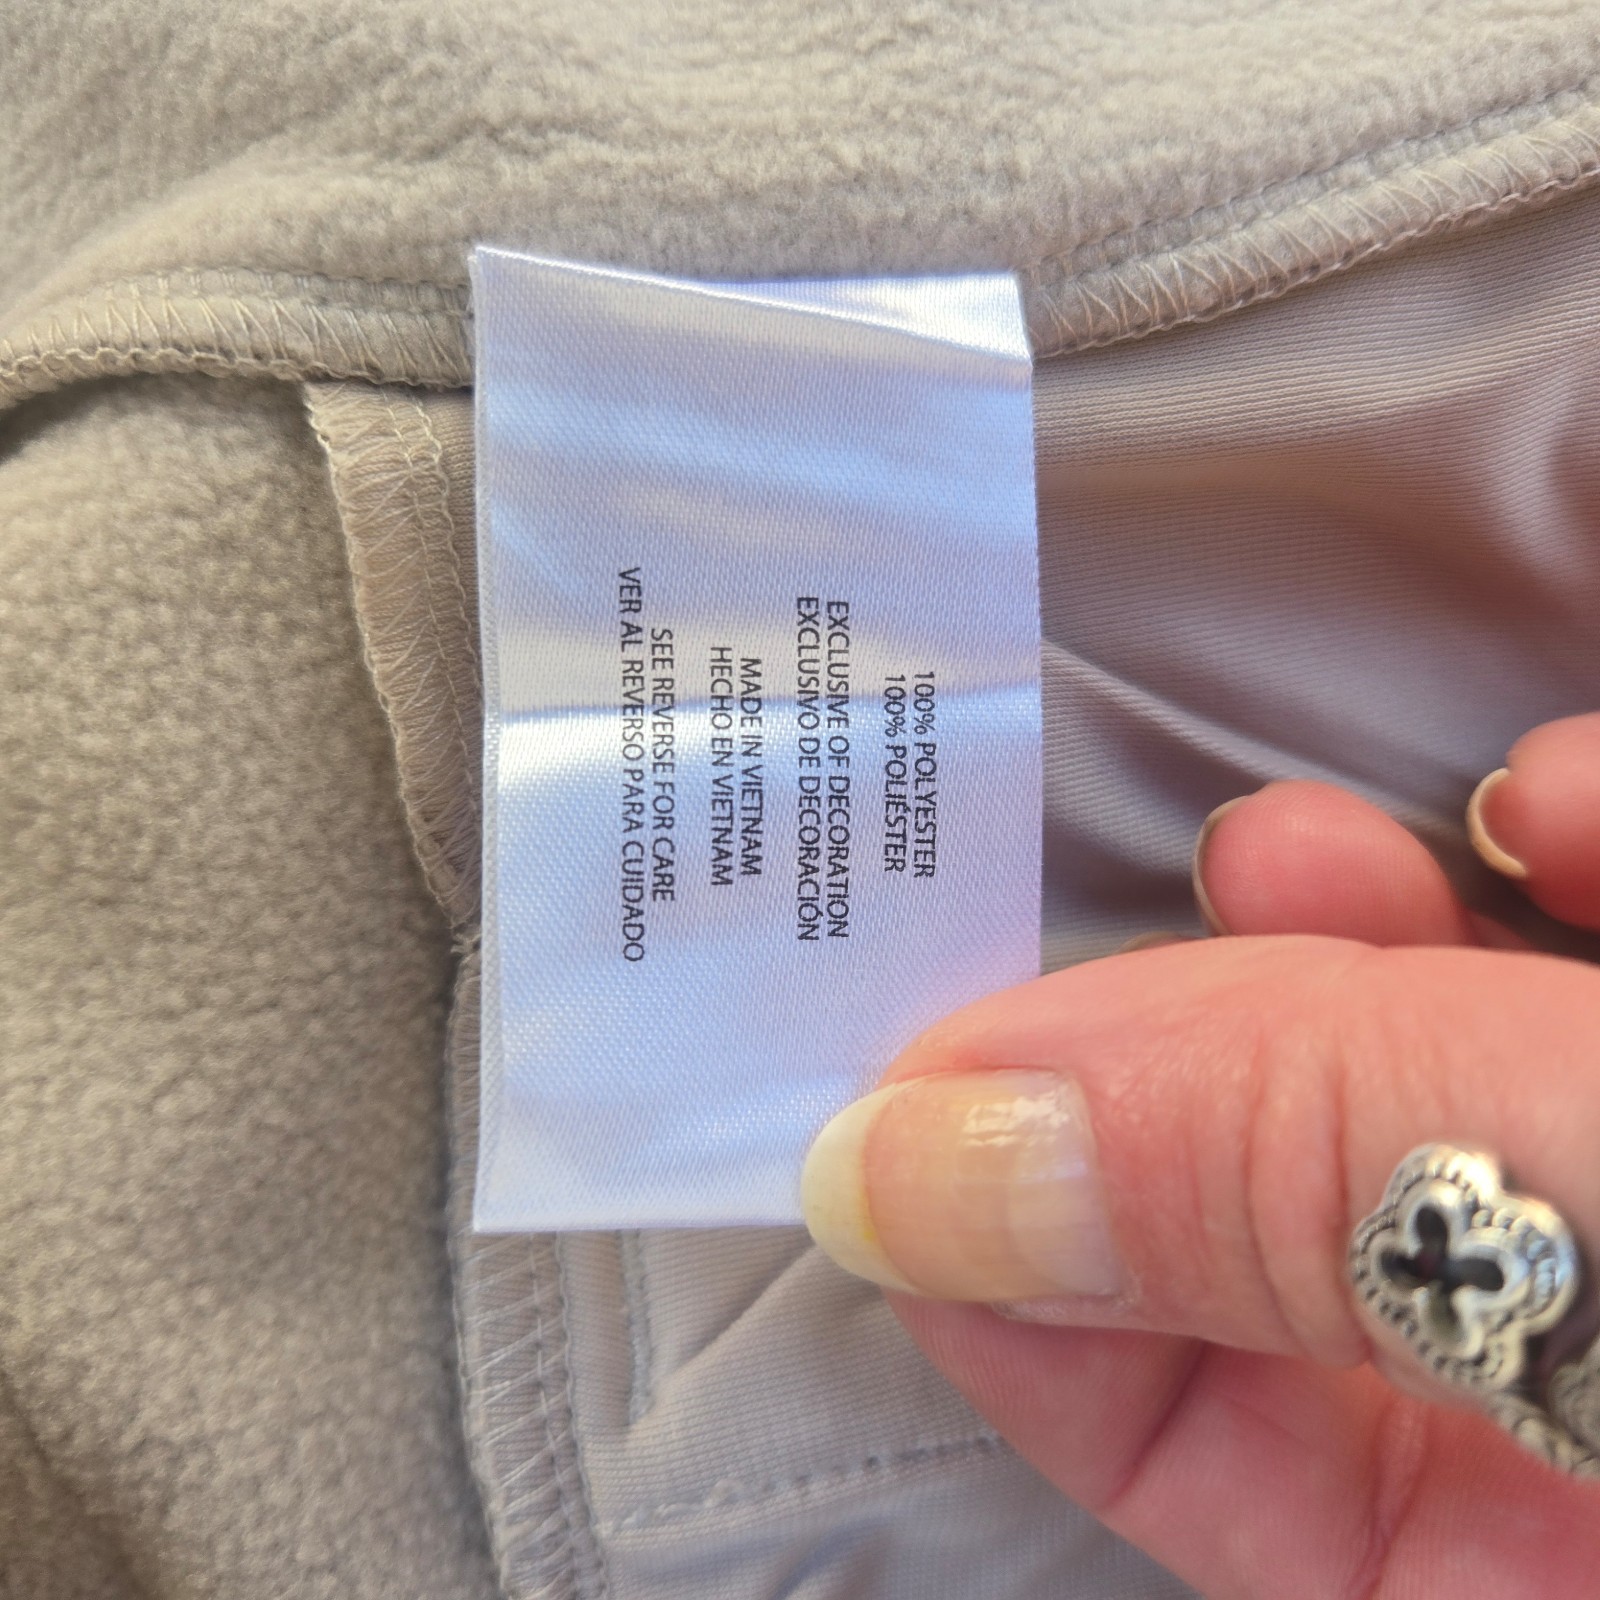 100% POLYESTER
100% POLIÉSTER
EXCLUSIVE OF DECORATION
EXCLUSIVO DE DECORACIÓN
MADE IN VIETNAM
HECHO EN VIETNAM
SEE REVERSE FOR CARE
VER AL REVERSO PARA CUIDADO